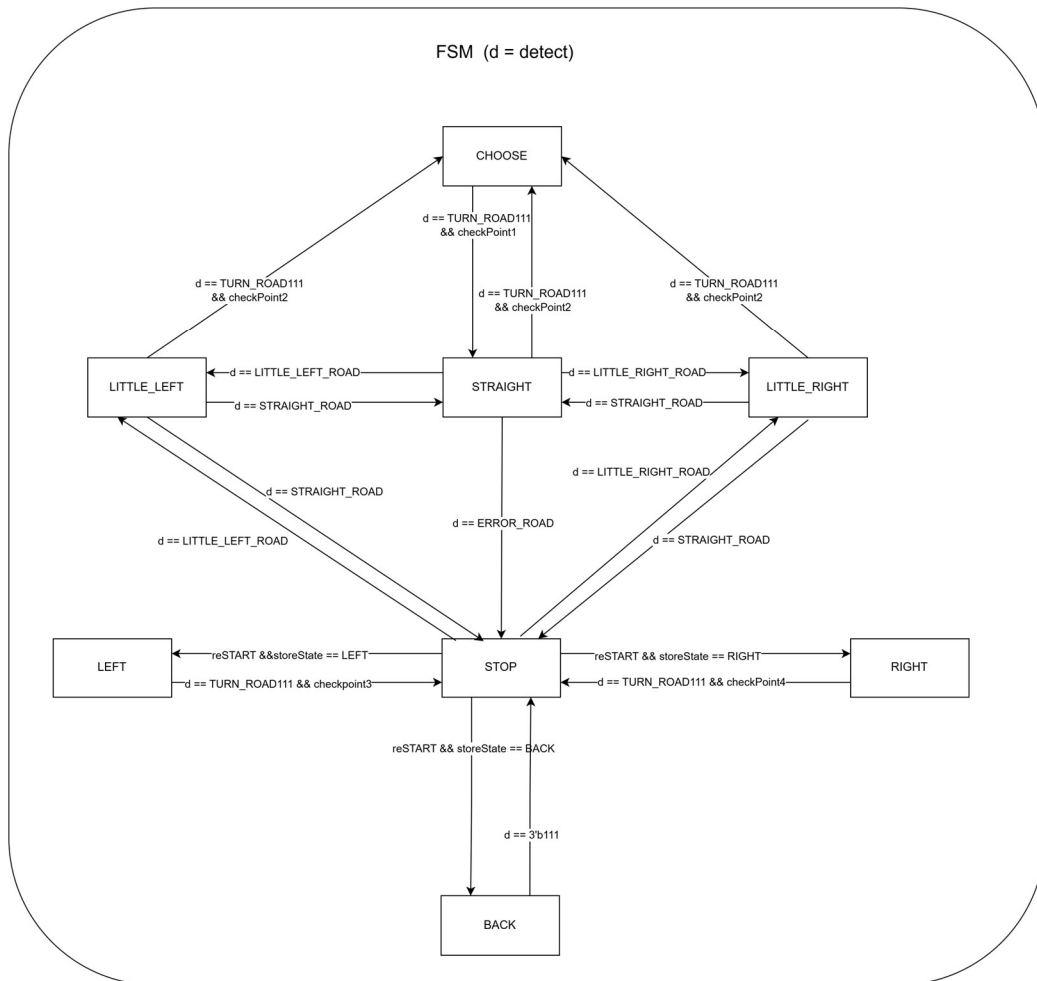 FSM (d = detect)
CHOOSE
d == TURN_ROAD111
&& checkPoint1
d == TURN_ROAD111
&& checkPoint2
d == TURN_ROAD111
&& checkPoint2
d == TURN_ROAD111
&& checkPoint2
LITTLE_LEFT
d == LITTLE_LEFT_ROAD
d == STRAIGHT_ROAD
STRAIGHT
d == LITTLE_RIGHT_ROAD
d == STRAIGHT_ROAD
LITTLE_RIGHT
d == STRAIGHT_ROAD
d == LITTLE_LEFT_ROAD
d == ERROR_ROAD
d == LITTLE_RIGHT_ROAD
d == STRAIGHT_ROAD
LEFT
reSTART &&storeState == LEFT
d == TURN_ROAD111 && checkpoint3
STOP
reSTART && storeState == RIGHT
d == TURN_ROAD111 && checkPoint4
RIGHT
reSTART && storeState == BACK
d == 3'b111
BACK